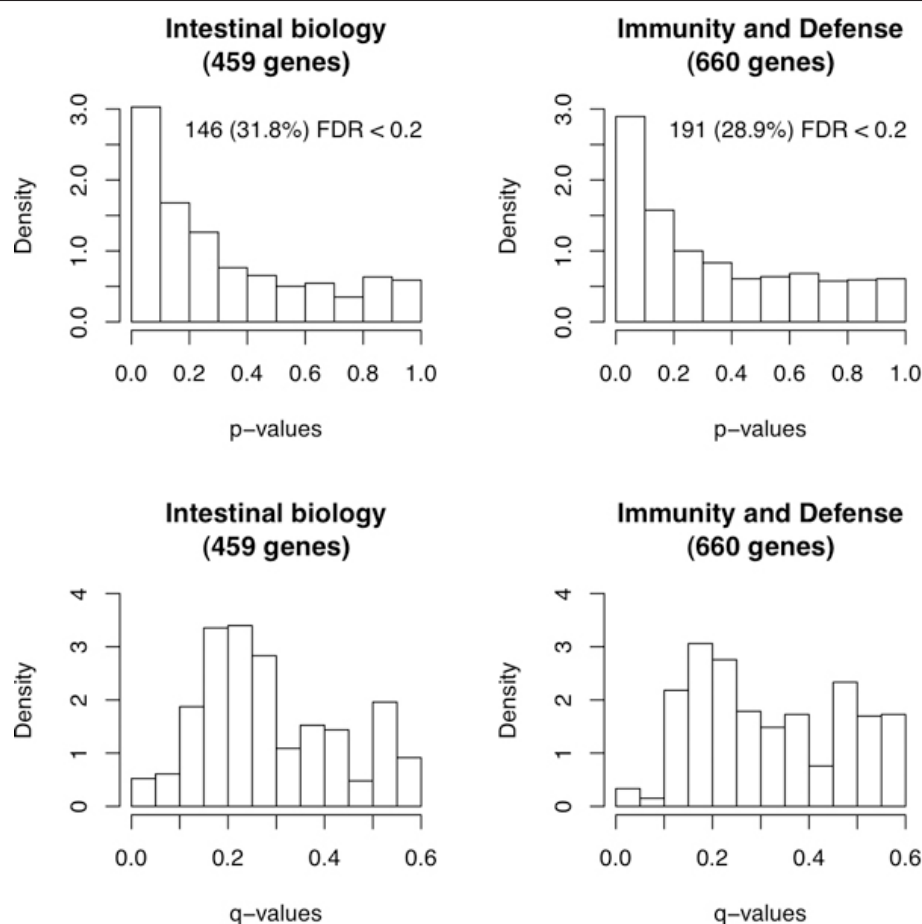 Intestinal biology
(459 genes)
146 (31.8%) FDR < 0.2
Density
0.0 1.0 2.0 3.0
0.0 0.2 0.4 0.6 0.8 1.0
p−values
Immunity and Defense
(660 genes)
191 (28.9%) FDR < 0.2
Density
0.0 1.0 2.0 3.0
0.0 0.2 0.4 0.6 0.8 1.0
p−values
Intestinal biology
(459 genes)
Density
0 1 2 3 4
0.0 0.2 0.4 0.6
q−values
Immunity and Defense
(660 genes)
Density
0 1 2 3 4
0.0 0.2 0.4 0.6
q−values